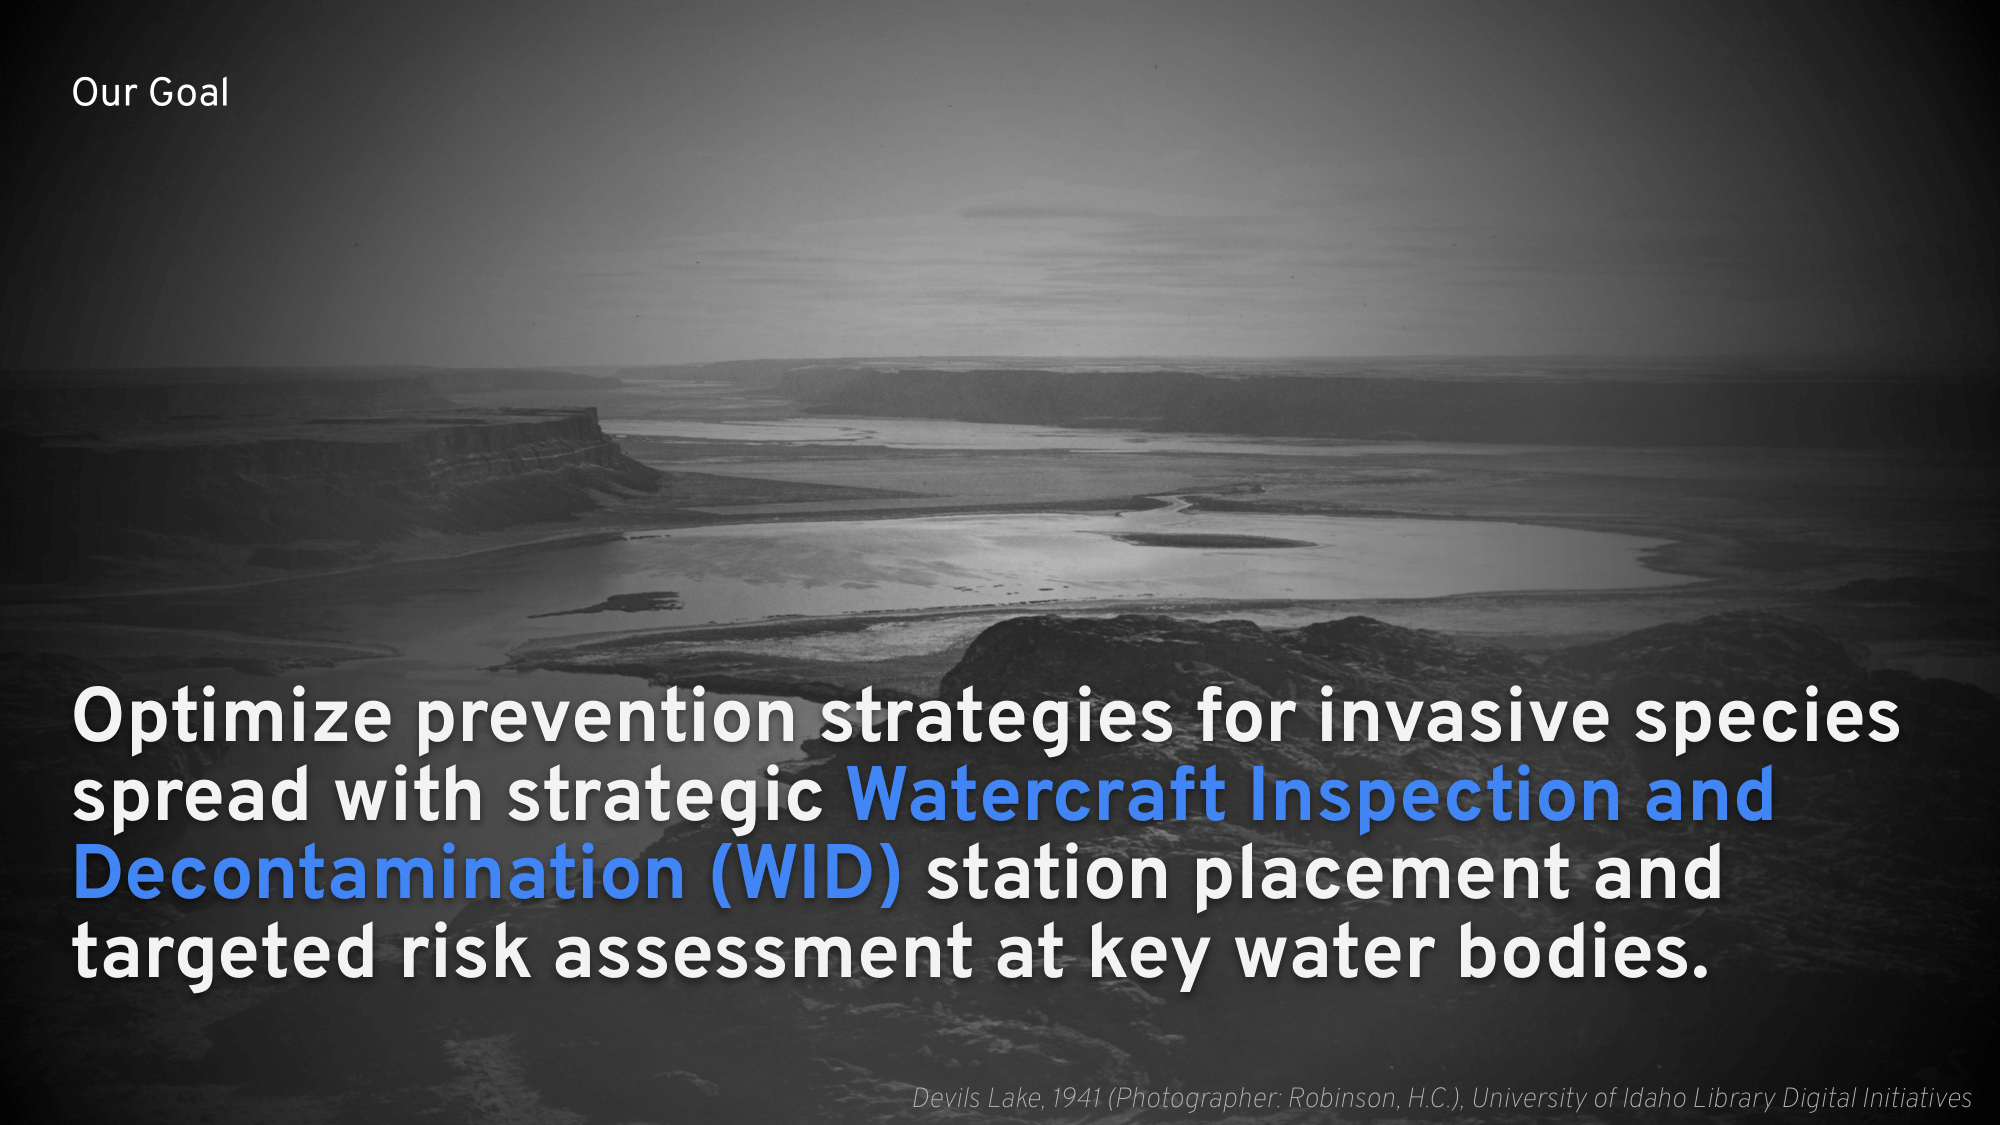 Our Goal
Optimize prevention strategies for invasive species
spread with strategic Watercraft Inspection and
Decontamination (WID) station placement and
targeted risk assessment at key water bodies.
Devils Lake, 1941 (Photographer: Robinson, H.C.), University of Idaho Library Digital Initiatives